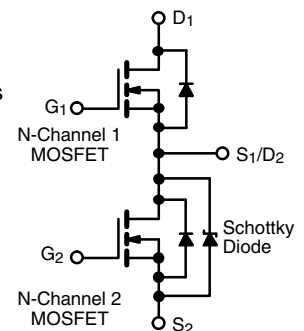 D1
s
G1
N-Channel 1
MOSFET
S1/D2
Schottky
Diode
G2
N-Channel 2
MOSFET
S2